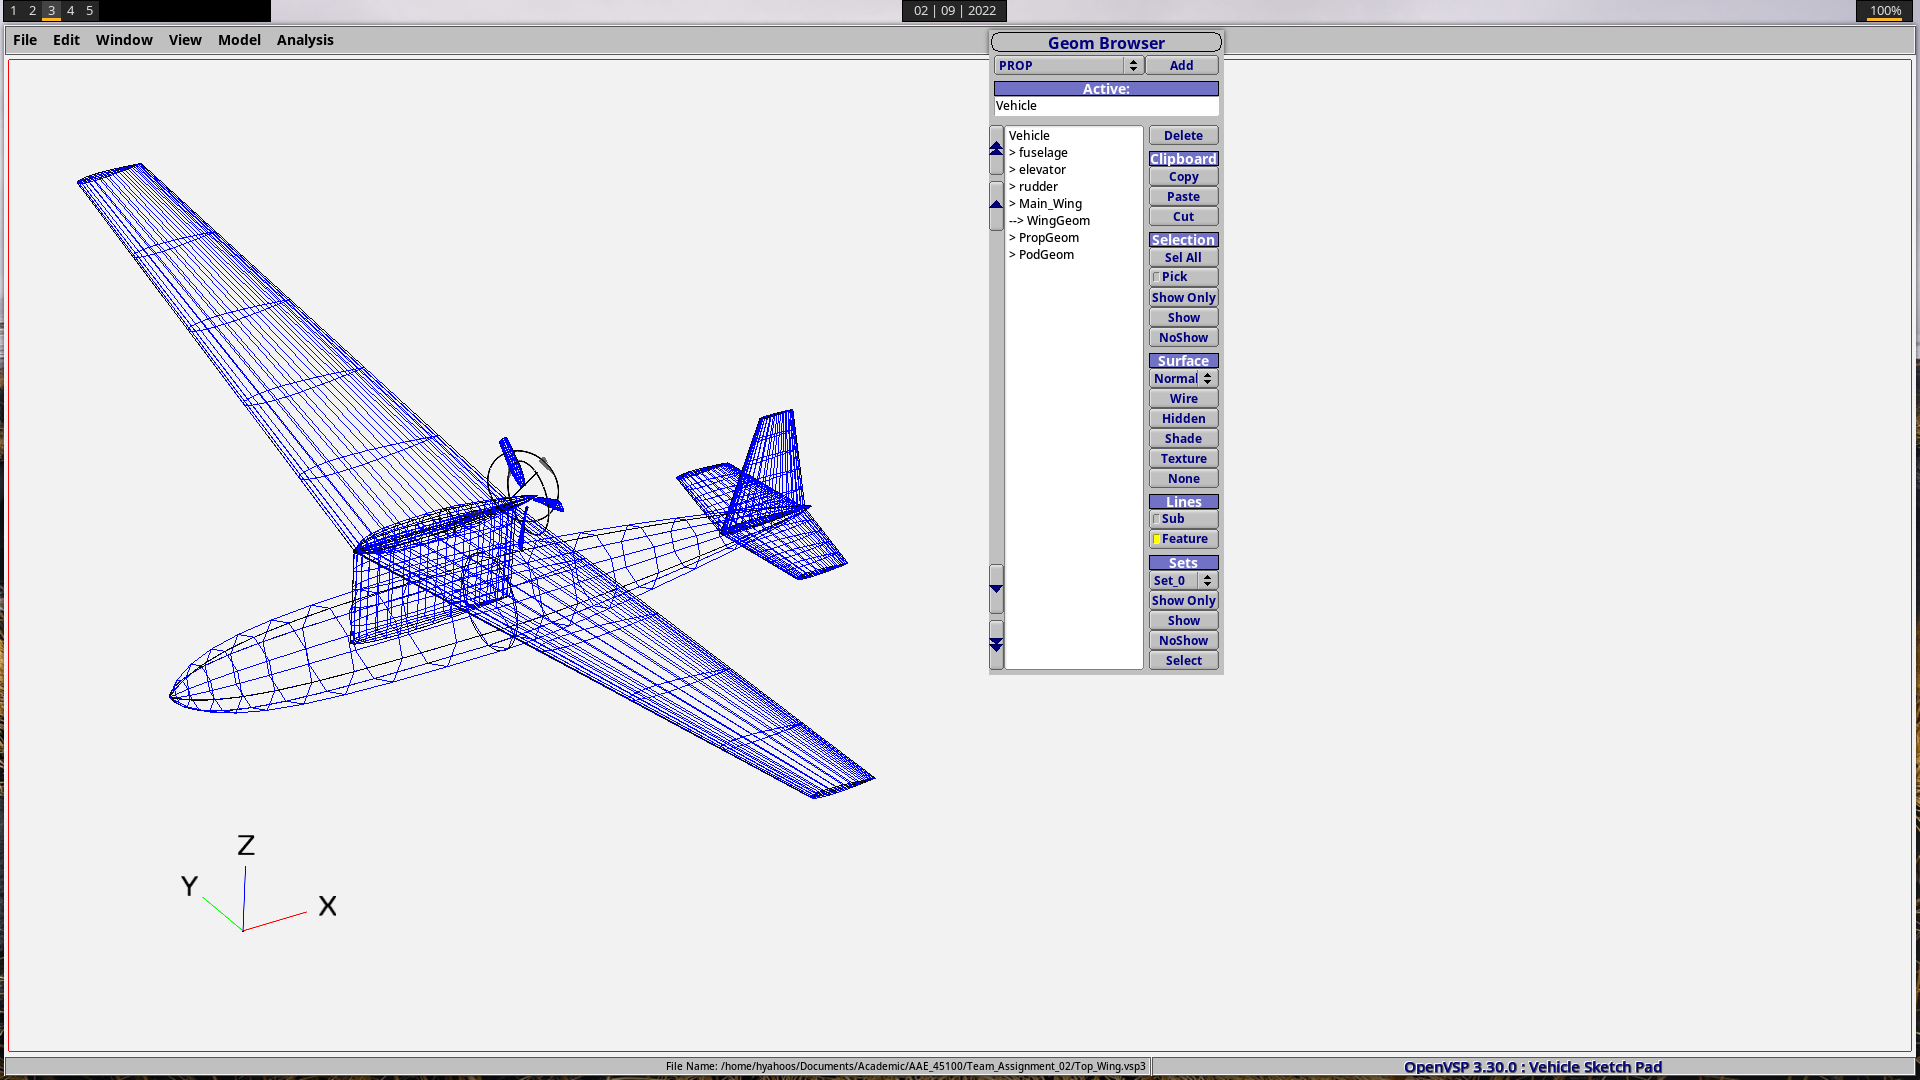 1 2 3 4 5
02 | 09 | 2022
100%
File Edit Window View Model Analysis
Geom Browser
PROP
Add
Active:
Vehicle
Vehicle
> fuselage
> elevator
> rudder
> Main_Wing
--> WingGeom
> PropGeom
> PodGeom
Delete
Clipboard
Copy
Paste
Cut
Selection
Sel All
Pick
Show Only
Show
NoShow
Surface
Normal
Wire
Hidden
Shade
Texture
None
Lines
Sub
Feature
Sets
Set_0
Show Only
Show
NoShow
Select
Z
Y
X
File Name: /home/hyahoos/Documents/Academic/AAE_45100/Team_Assignment_02/Top_Wing.vsp3
OpenVSP 3.30.0 : Vehicle Sketch Pad